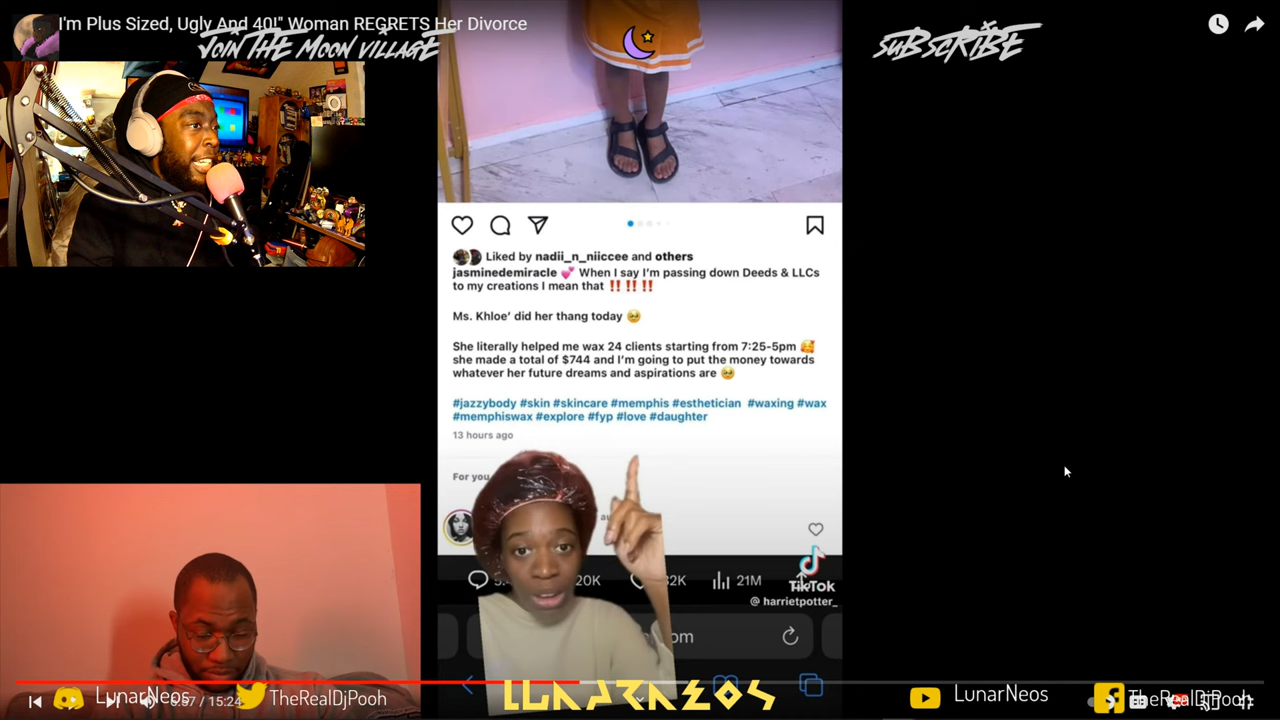 I'm Plus Sized, Ugly And 40!" Woman REGRETS Her Divorce
JOIN THE MOON VILLAGE
SUBSCRIBE
Liked by nadii_n_niiccee and others
jasminedemiracle 💕 When I say I'm passing down Deeds & LLCs
to my creations I mean that ‼️‼️‼️
Ms. Khloe' did her thang today 🥹
She literally helped me wax 24 clients starting from 7:25-5pm 🥰
she made a total of $744 and I'm going to put the money towards
whatever her future dreams and aspirations are 🥹
#jazzybody #skin #skincare #memphis #esthetician #waxing #wax
#memphiswax #explore #fyp #love #daughter
13 hours ago
For you
20K
21M
TikTok
@ harrietpotter_
om
LunarNeos
TheRealDjPooh
LUNARNEOS
LunarNeos
TheRealDjPooh
/ 15:24